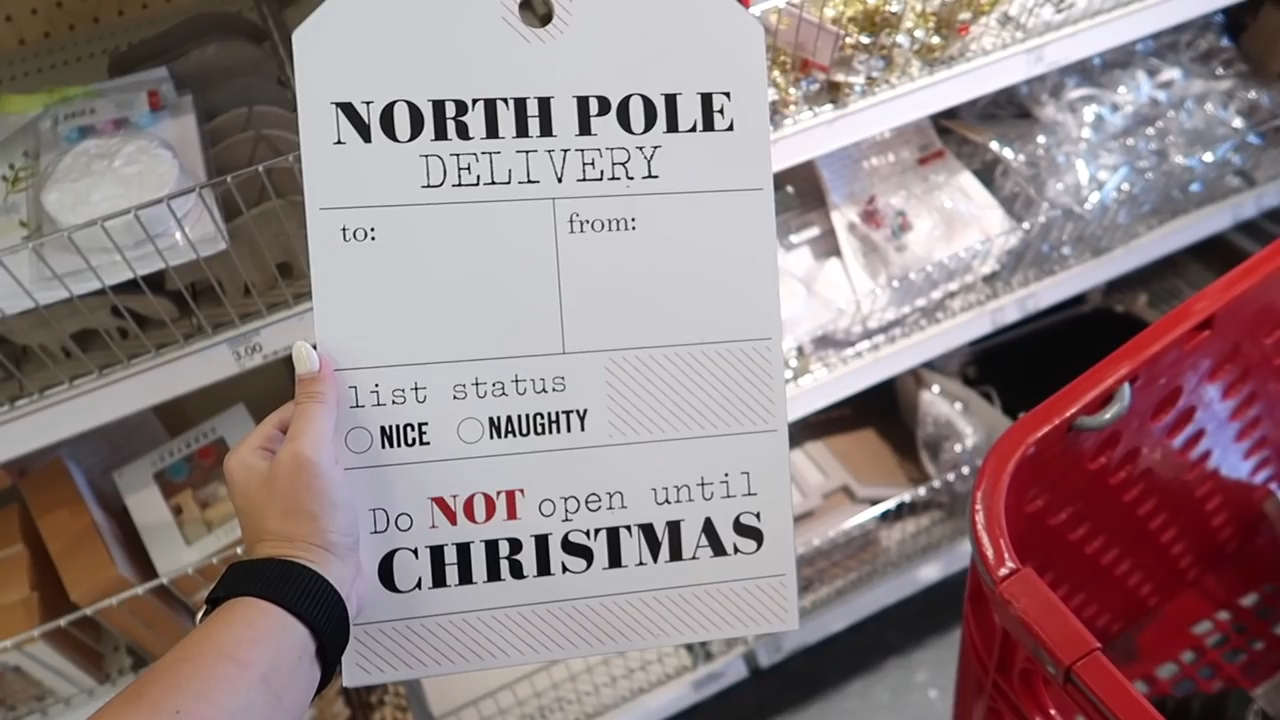 NORTH POLE
DELIVERY
to:
from:
list status
NICE
NAUGHTY
Do NOT open until
CHRISTMAS
3.00